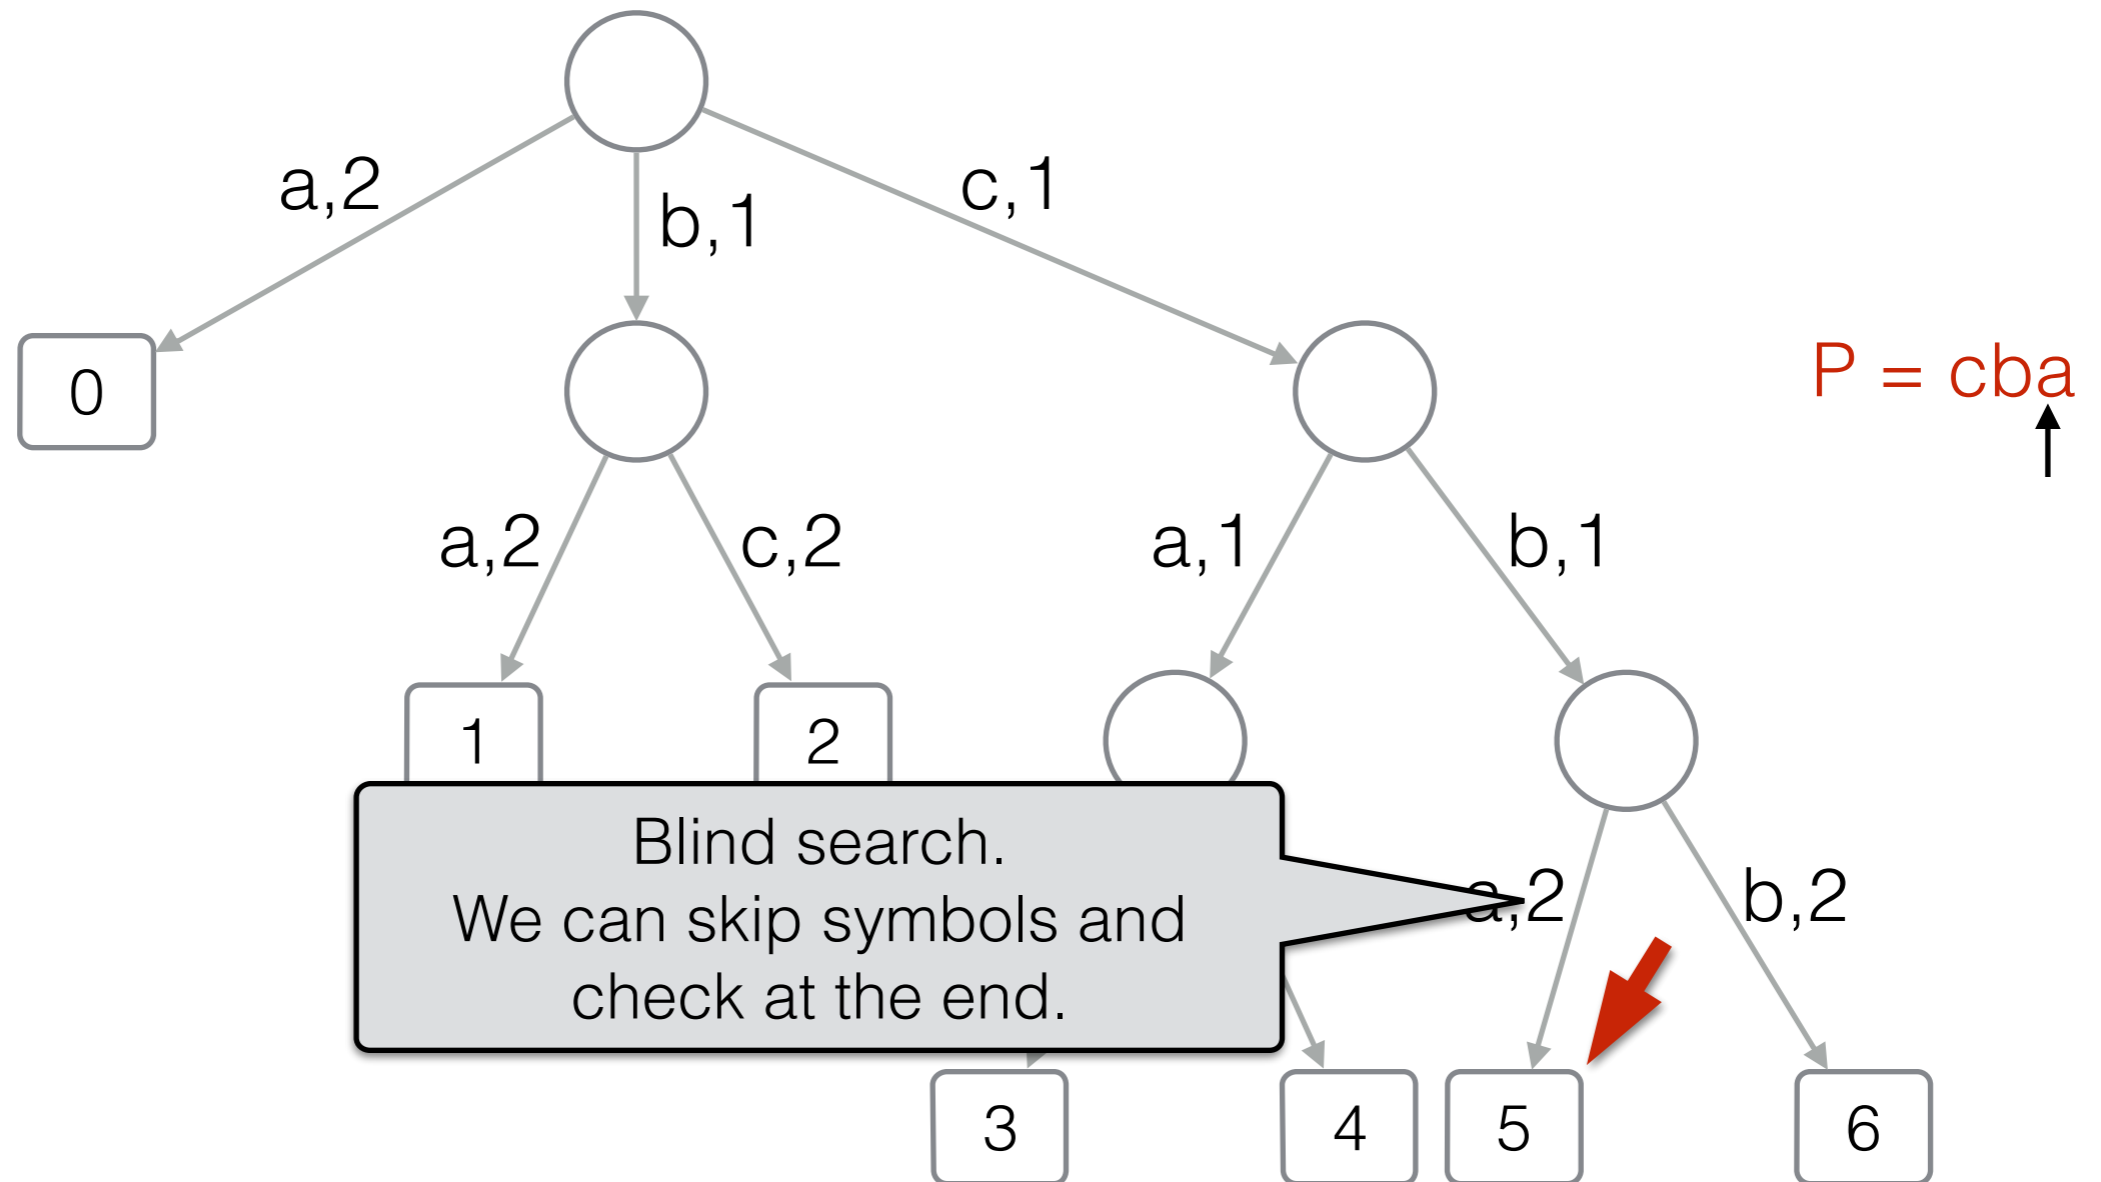 a,2
b,1
c,1
0
P = cba
a,2
c,2
a,1
b,1
1
2
Blind search.
We can skip symbols and
check at the end.
a,2
b,2
3
4
5
6